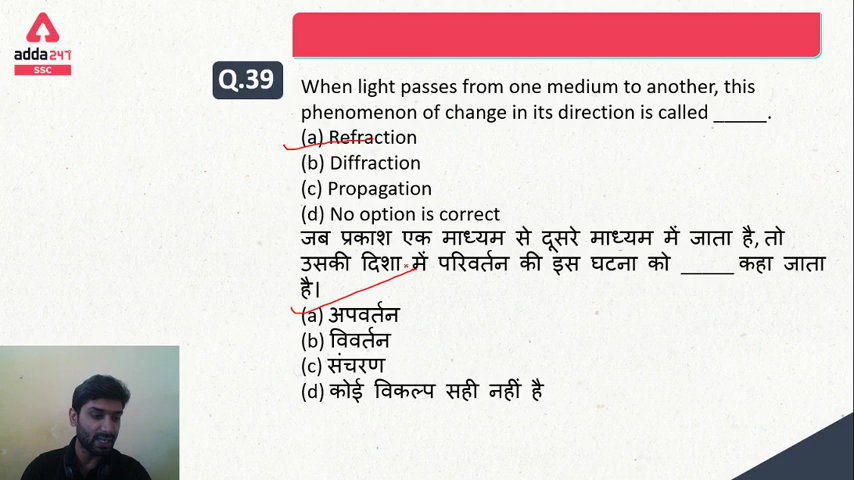 adda247
SSC
Q.39
When light passes from one medium to another, this
phenomenon of change in its direction is called _____.
(a) Refraction
(b) Diffraction
(c) Propagation
(d) No option is correct
जब प्रकाश एक माध्यम से दूसरे माध्यम में जाता है, तो
उसकी दिशा में परिवर्तन की इस घटना को _____ कहा जाता
है।
(a) अपवर्तन
(b) विवर्तन
(c) संचरण
(d) कोई विकल्प सही नहीं है